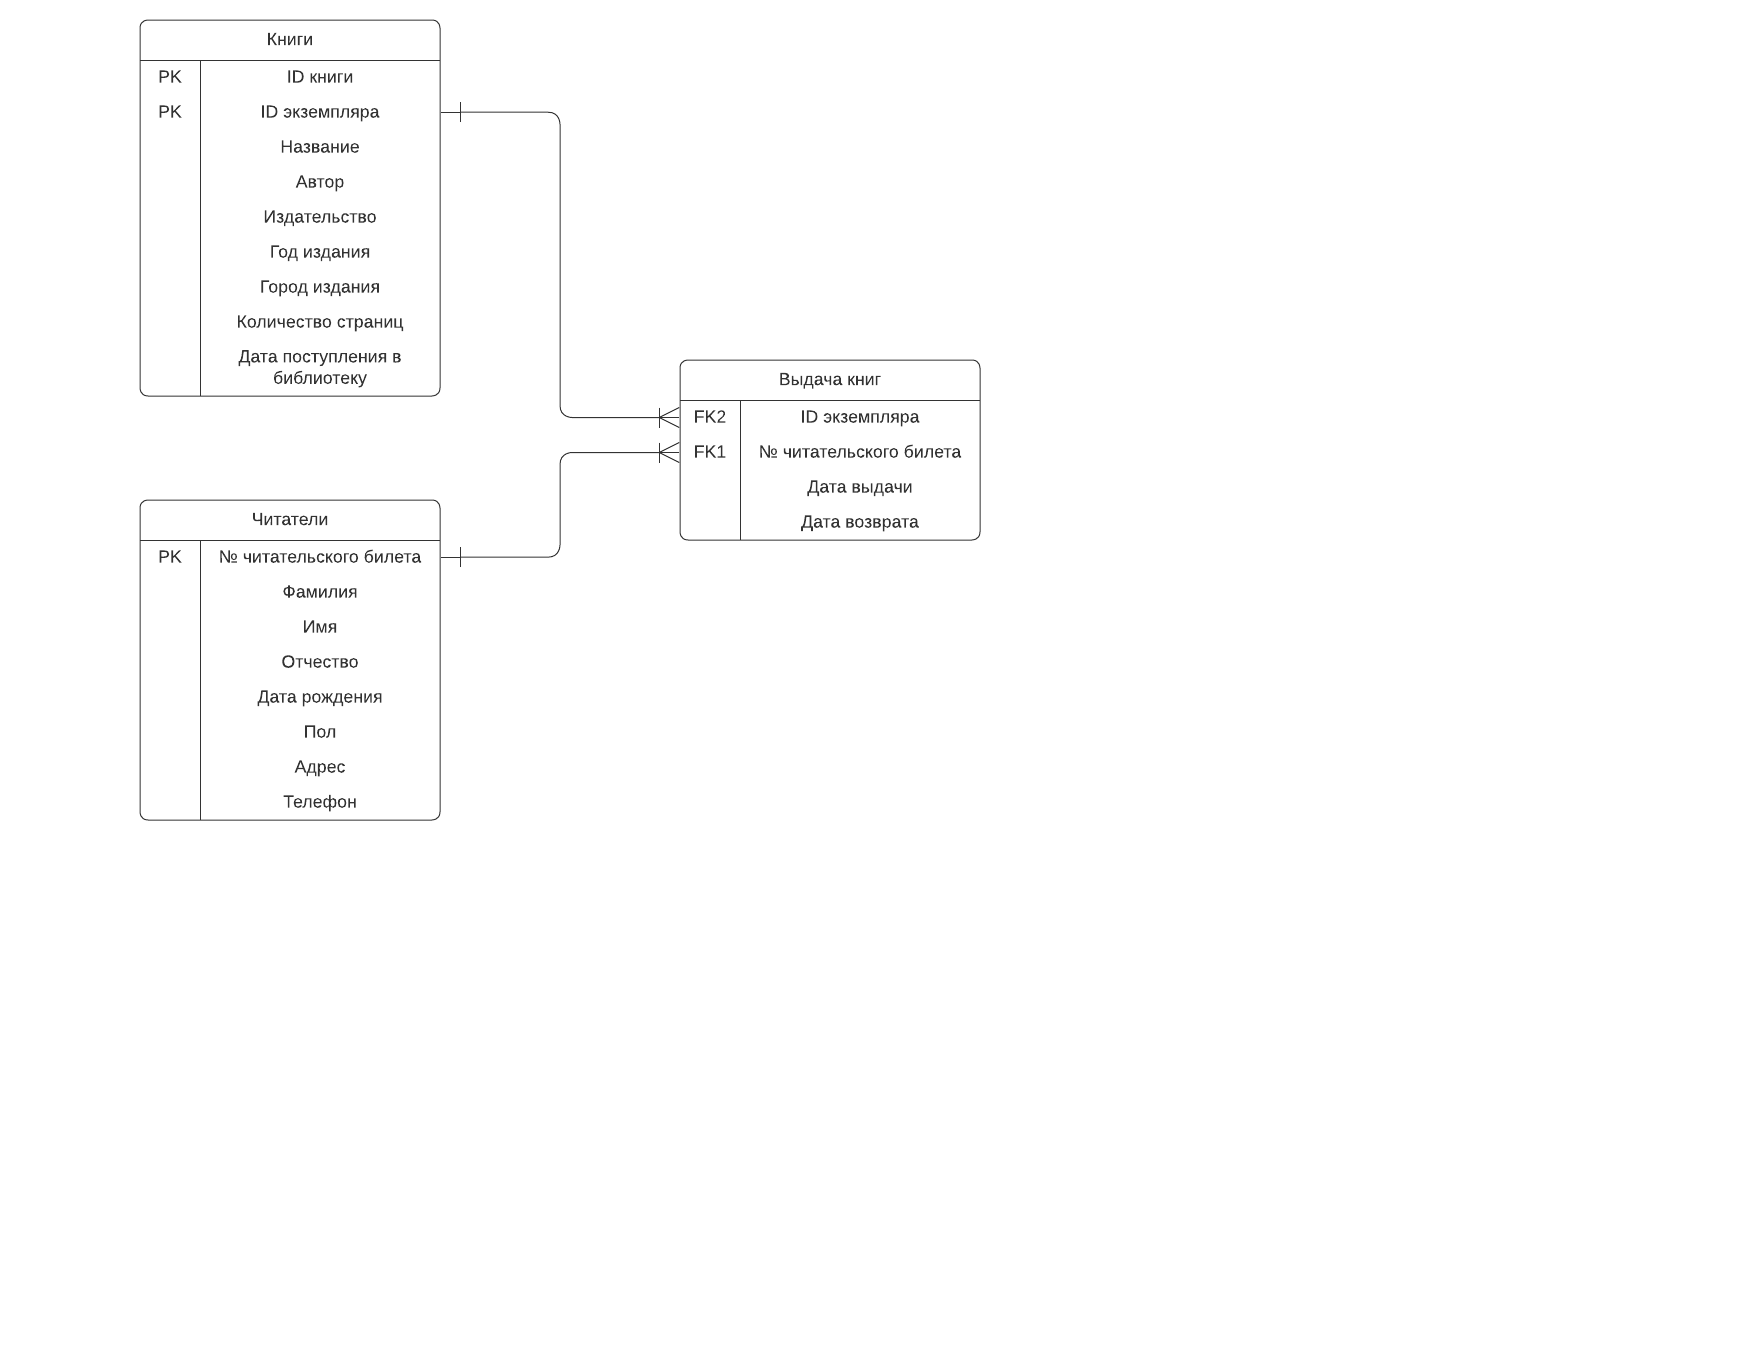 Книги
PK ID книги
PK ID экземпляра
Название
Автор
Издательство
Год издания
Город издания
Количество страниц
Дата поступления в
библиотеку
Выдача книг
FK2 ID экземпляра
FK1 № читательского билета
Дата выдачи
Дата возврата
Читатели
PK № читательского билета
Фамилия
Имя
Отчество
Дата рождения
Пол
Адрес
Телефон